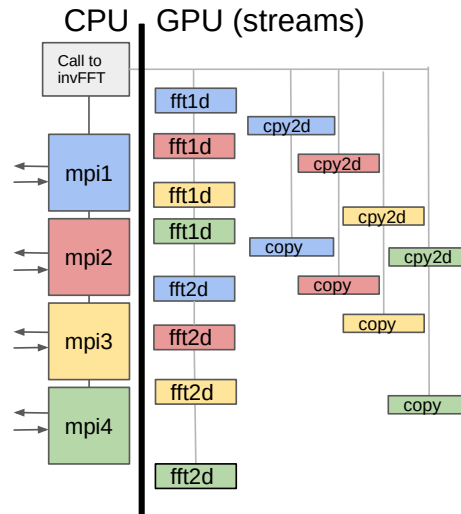 CPU
GPU (streams)
Call to
invFFT
mpi1
mpi2
mpi3
mpi4
fft1d
fft1d
fft1d
fft1d
fft2d
fft2d
fft2d
fft2d
cpy2d
copy
cpy2d
copy
cpy2d
copy
cpy2d
copy